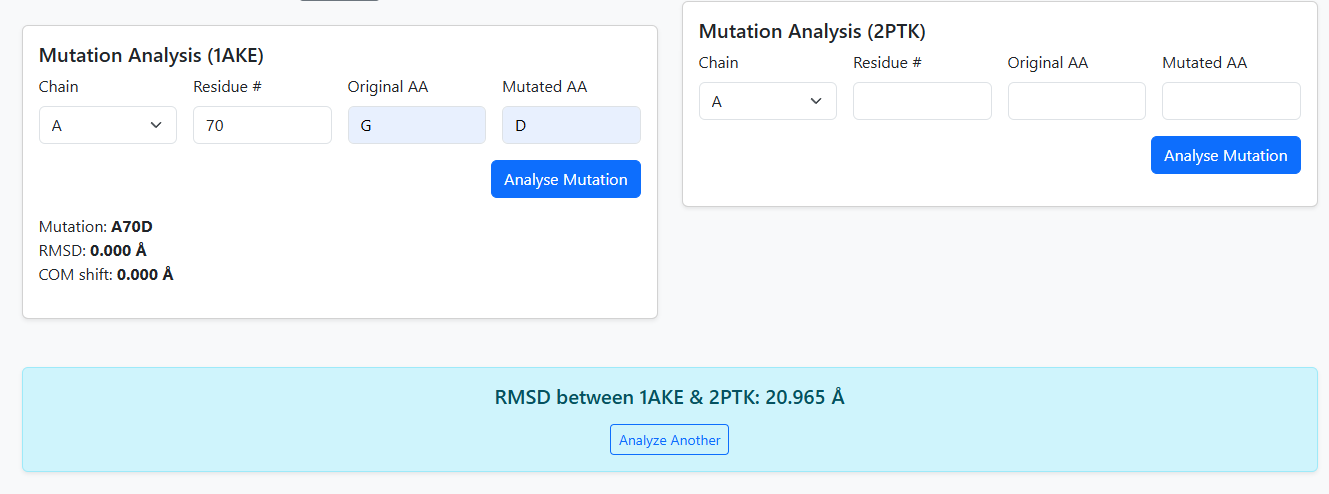 Mutation Analysis (1AKE)
Chain Residue # Original AA Mutated AA
A 70 G D
Analyse Mutation
Mutation: A70D
RMSD: 0.000 Å
COM shift: 0.000 Å
Mutation Analysis (2PTK)
Chain Residue # Original AA Mutated AA
A
Analyse Mutation
RMSD between 1AKE & 2PTK: 20.965 Å
Analyze Another